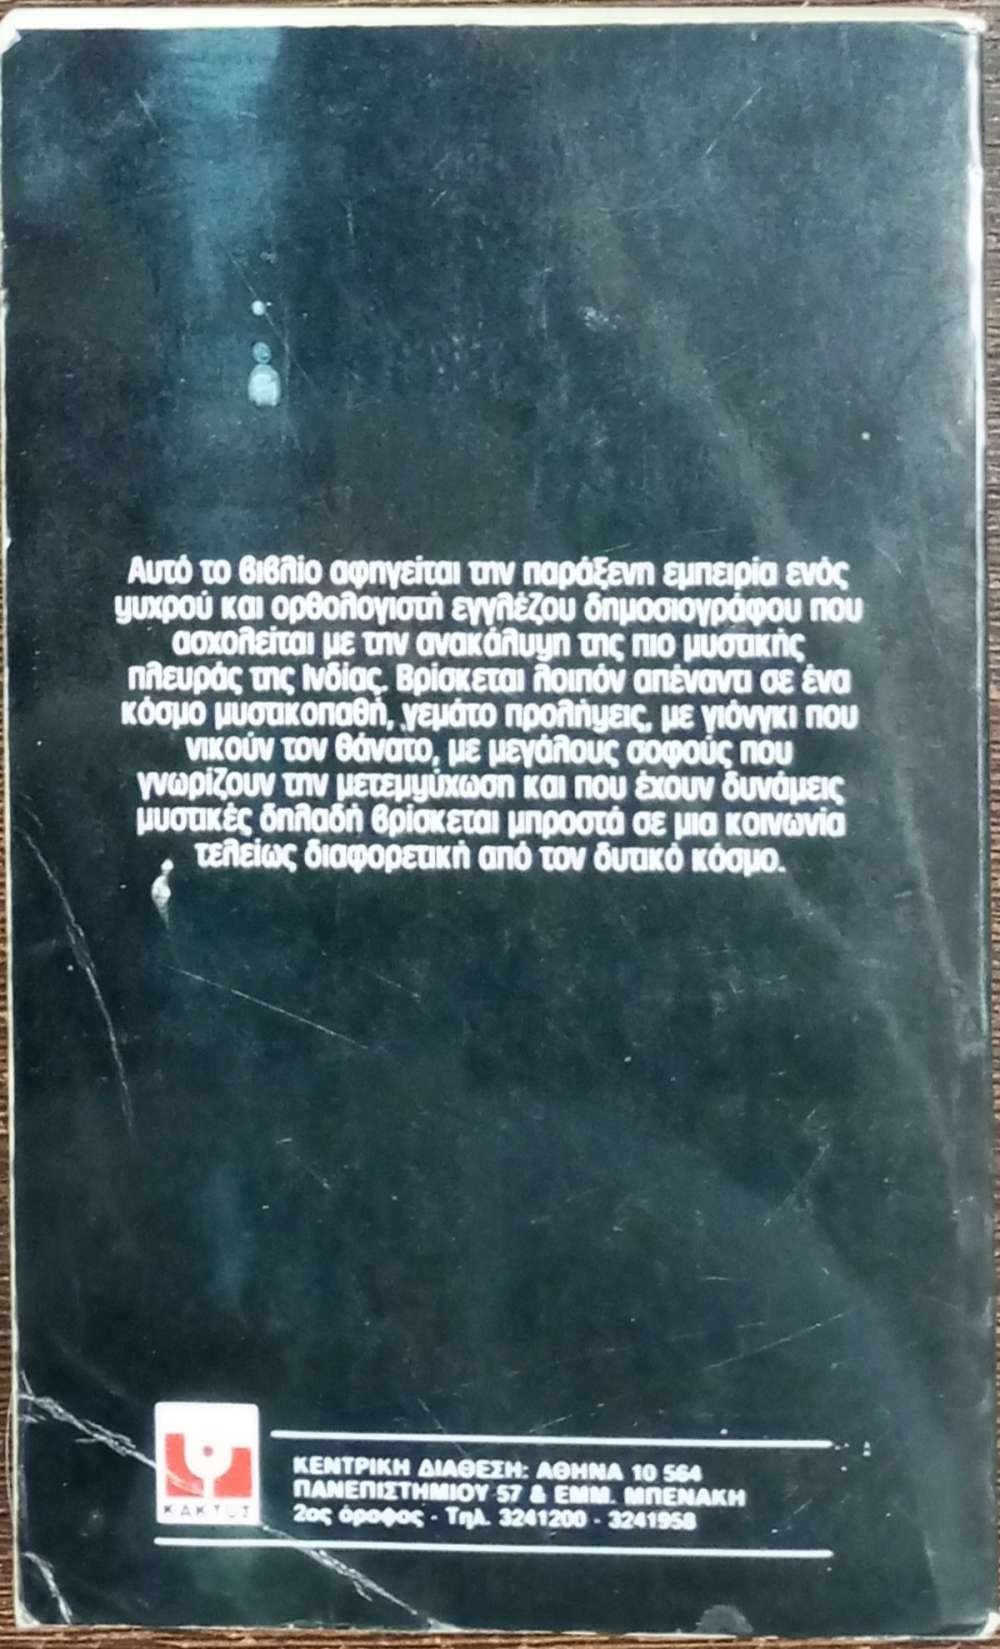 Αυτό το βιβλίο αφηγείται την παράξενη εμπειρία ενός
ψυχρού και ορθολογιστή εγγλέζου δημοσιογράφου που
ασχολείται με την ανακάλυψη της πιο μυστικής
πλευράς της Ινδίας. Βρίσκεται λοιπόν απέναντι σε ένα
κόσμο μυστικοπαθή, γεμάτο προλήψεις, με γιόνγκι που
νικούν τον θάνατο, με μεγάλους σοφούς που
γνωρίζουν την μετεμψύχωση και που έχουν δυνάμεις
μυστικές δηλαδή βρίσκεται μπροστά σε μια κοινωνία
τελείως διαφορετική από τον δυτικό κόσμο.
ΚΕΝΤΡΙΚΗ ΔΙΑΘΕΣΗ: ΑΘΗΝΑ 10 564
ΠΑΝΕΠΙΣΤΗΜΙΟΥ 57 & ΕΜΜ. ΜΠΕΝΑΚΗ
2ος όροφος - Τηλ. 3241200 - 3241958
ΚΑΚΤΟΣ